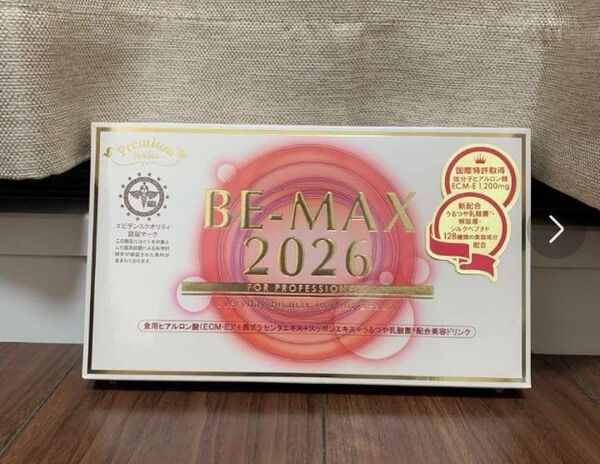 Premium
Series
エビデンスクオリティ
認証マーク
BE-MAX
2026
FOR PROFESSIONAL
国際特許取得
低分子ヒアルロン酸
ECM-E 1,200mg
新配合
うるつや乳酸菌
シルクペプチド
128種類の美容成分
配合
食用ヒアルロン酸(ECM-E)+馬プラセンタエキス+スッポンエキス+うるつや乳酸菌配合美容ドリンク